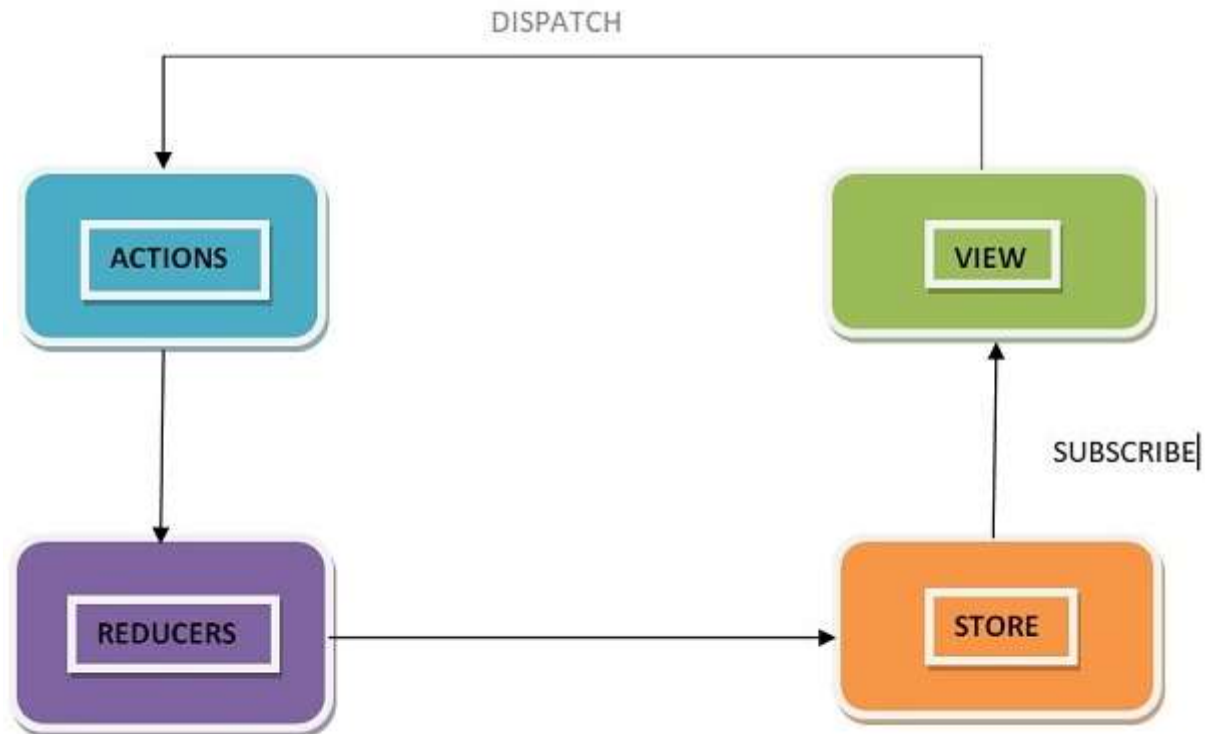 DISPATCH
ACTIONS
VIEW
SUBSCRIBE
REDUCERS
STORE